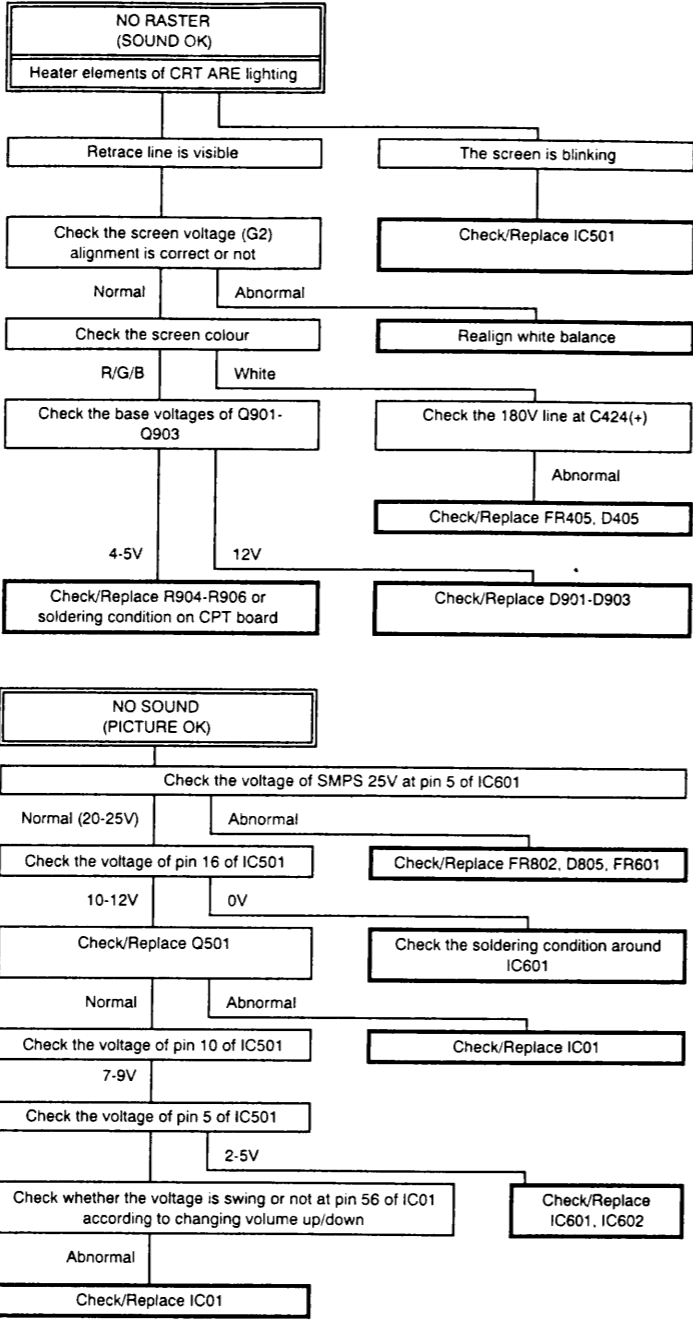 NO RASTER
(SOUND OK)
Heater elements of CRT ARE lighting
Retrace line is visible
The screen is blinking
Check the screen voltage (G2)
alignment is correct or not
Check/Replace IC501
Normal
Abnormal
Check the screen colour
Realign white balance
R/G/B
White
Check the base voltages of Q901-
Q903
Check the 180V line at C424(+)
Abnormal
Check/Replace FR405, D405
4-5V
12V
Check/Replace R904-R906 or
soldering condition on CPT board
Check/Replace D901-D903
NO SOUND
(PICTURE OK)
Check the voltage of SMPS 25V at pin 5 of IC601
Normal (20-25V)
Abnormal
Check the voltage of pin 16 of IC501
Check/Replace FR802, D805, FR601
10-12V
0V
Check/Replace Q501
Check the soldering condition around
IC601
Normal
Abnormal
Check the voltage of pin 10 of IC501
Check/Replace IC01
7-9V
Check the voltage of pin 5 of IC501
2-5V
Check whether the voltage is swing or not at pin 56 of IC01
according to changing volume up/down
Check/Replace
IC601, IC602
Abnormal
Check/Replace IC01